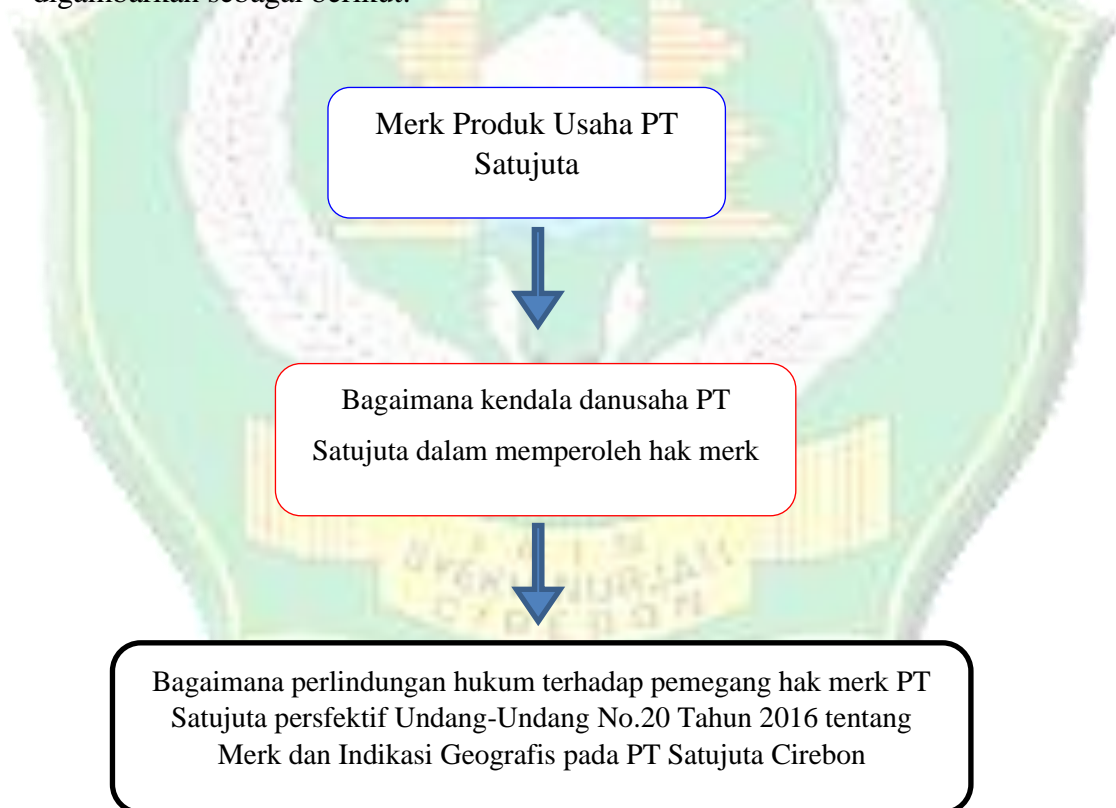 Merk Produk Usaha PT
Satujuta
Bagaimana kendala danusaha PT
Satujuta dalam memperoleh hak merk
Bagaimana perlindungan hukum terhadap pemegang hak merk PT
Satujuta persfektif Undang-Undang No.20 Tahun 2016 tentang
Merk dan Indikasi Geografis pada PT Satujuta Cirebon